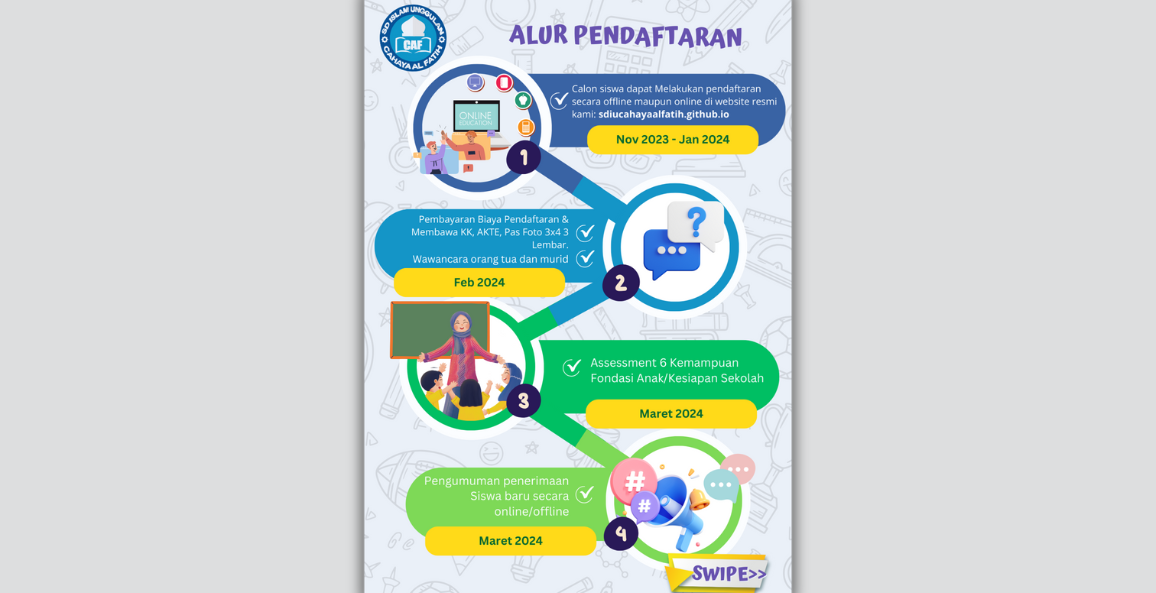 SD ISLAM UNGGULAN
CAF
CAHAYA AL FATIH
ALUR PENDAFTARAN
ONLINE
EDUCATION
Calon siswa dapat Melakukan pendaftaran
secara offline maupun online di website resmi
kami: sdiucahayaalfatih.github.io
Nov 2023 - Jan 2024
1
Pembayaran Biaya Pendaftaran &
Membawa KK, AKTE, Pas Foto 3x4 3
Lembar.
Wawancara orang tua dan murid
Feb 2024
?
2
Assessment 6 Kemampuan
Fondasi Anak/Kesiapan Sekolah
3
Maret 2024
Pengumuman penerimaan
Siswa baru secara
online/offline
#
#
4
Maret 2024
SWIPE>>